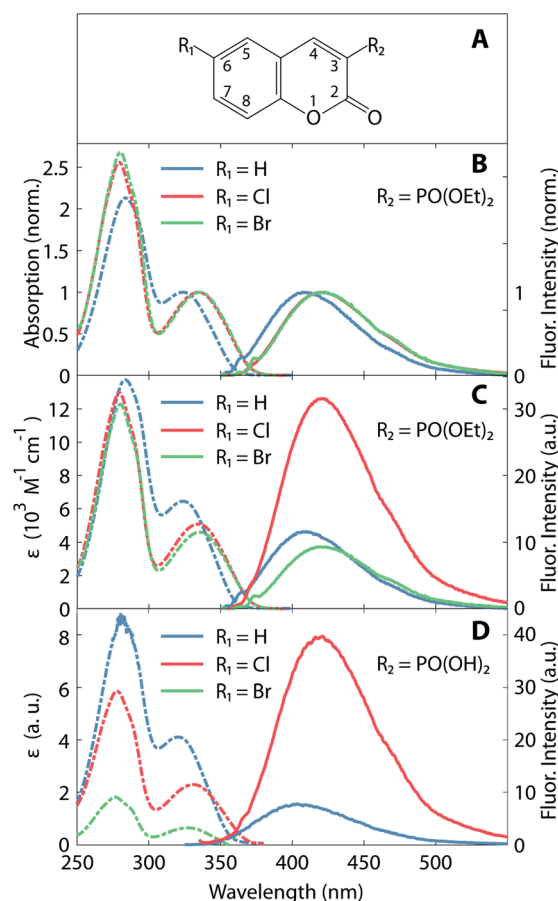 A
R₁
R₂
5
4
6
3
7
2
8
1
O
O
B
2.5
2
1.5
1
0.5
0
Absorption (norm.)
R₁ = H
R₁ = Cl
R₁ = Br
R₂ = PO(OEt)₂
1
0
Fluor. Intensity (norm.)
C
12
10
8
6
4
2
0
ε (10³ M⁻¹ cm⁻¹)
R₁ = H
R₁ = Cl
R₁ = Br
R₂ = PO(OEt)₂
30
20
10
0
Fluor. Intensity (a.u.)
D
8
6
4
2
0
ε (a. u.)
R₁ = H
R₁ = Cl
R₁ = Br
R₂ = PO(OH)₂
40
30
20
10
0
Fluor. Intensity (a.u.)
250 300 350 400 450 500
Wavelength (nm)